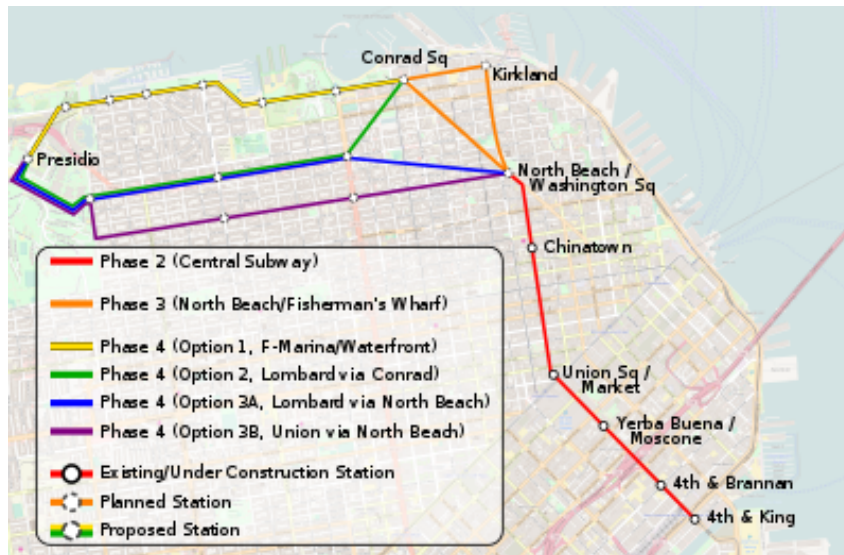 Conrad Sq
Kirkland
Presidio
North Beach /
Washington Sq
Chinatown
Phase 2 (Central Subway)
Phase 3 (North Beach/Fisherman's Wharf)
Phase 4 (Option 1, F-Marina/Waterfront)
Phase 4 (Option 2, Lombard via Conrad)
Phase 4 (Option 3A, Lombard via North Beach)
Phase 4 (Option 3B, Union via North Beach)
Existing/Under Construction Station
Planned Station
Proposed Station
Union Sq /
Market
Yerba Buena /
Moscone
4th & Brannan
4th & King